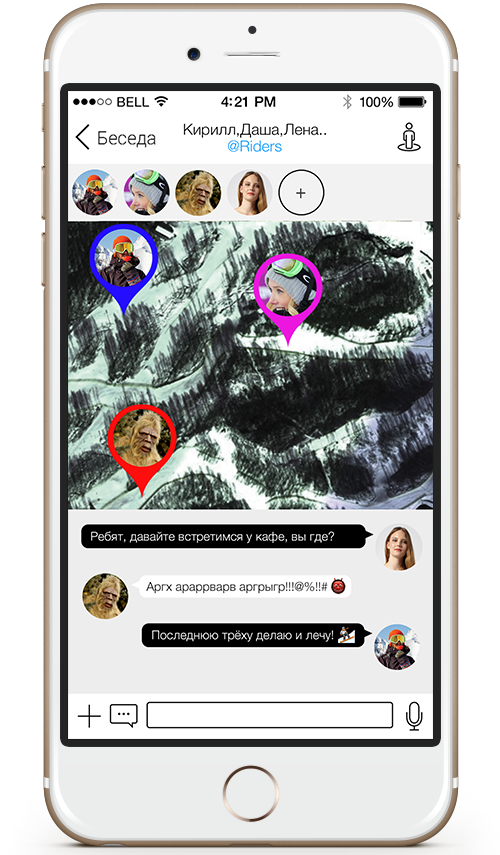 BELL 4:21 PM 100%
Беседа
Кирилл,Даша,Лена..
@Riders
+
Ребят, давайте встретимся у кафе, вы где?
Аргх араррварв аргрыгр!!!@%!!#
Последнюю трёху делаю и лечу!